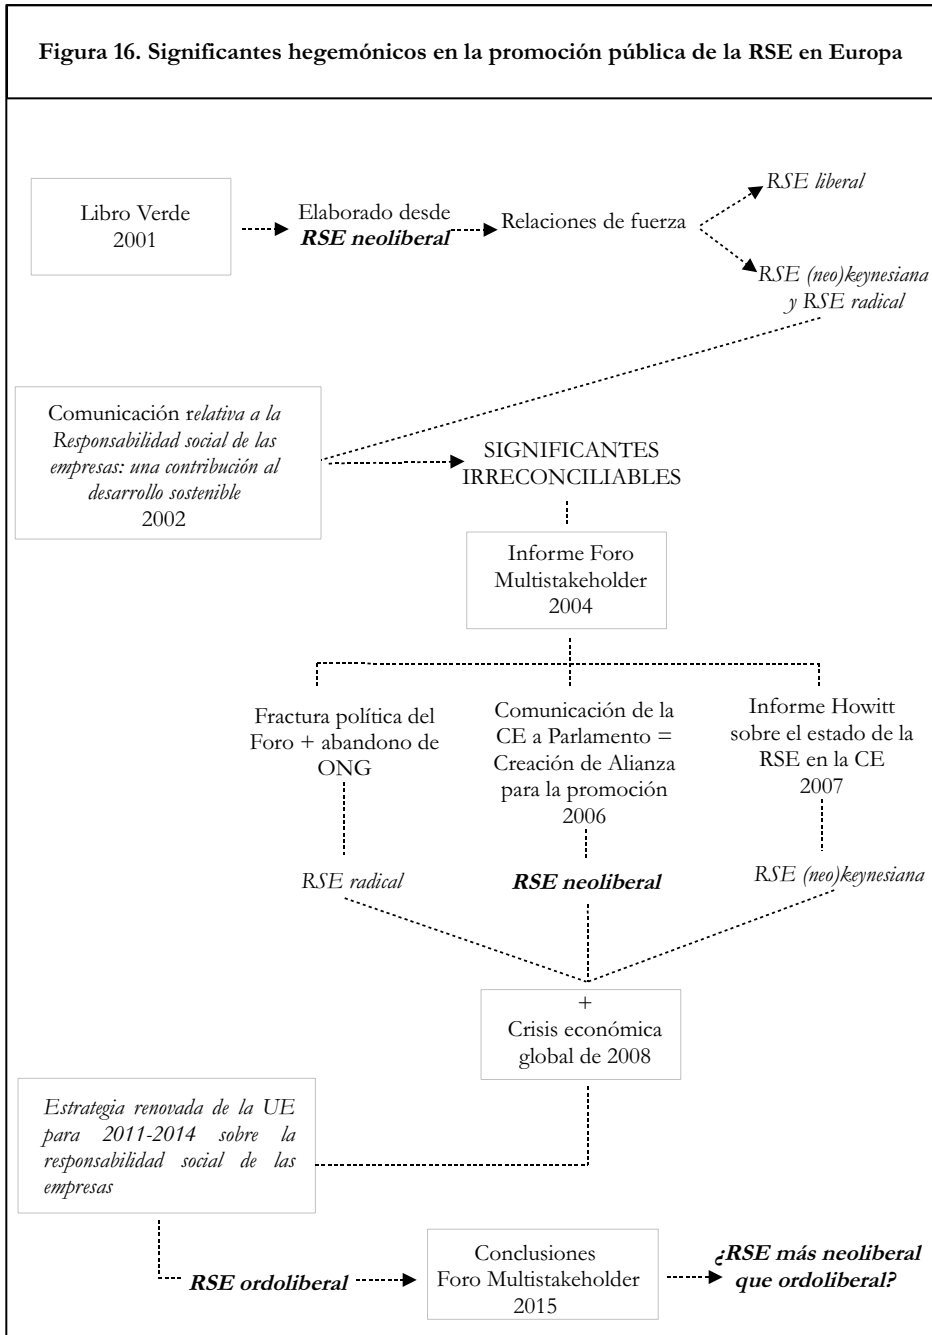 Figura 16. Significantes hegemónicos en la promoción pública de la RSE en Europa
Libro Verde
2001
Elaborado desde
RSE neoliberal
Relaciones de fuerza
RSE liberal
RSE (neo)keynesiana
y RSE radical
Comunicación relativa a la
Responsabilidad social de las
empresas: una contribución al
desarrollo sostenible
2002
SIGNIFICANTES
IRRECONCILIABLES
Informe Foro
Multistakeholder
2004
Fractura política del
Foro + abandono de
ONG
Comunicación de la
CE a Parlamento =
Creación de Alianza
para la promoción
2006
Informe Howitt
sobre el estado de la
RSE en la CE
2007
RSE radical
RSE neoliberal
RSE (neo)keynesiana
+
Crisis económica
global de 2008
Estrategia renovada de la UE
para 2011-2014 sobre la
responsabilidad social de las
empresas
RSE ordoliberal
Conclusiones
Foro Multistakeholder
2015
¿RSE más neoliberal
que ordoliberal?